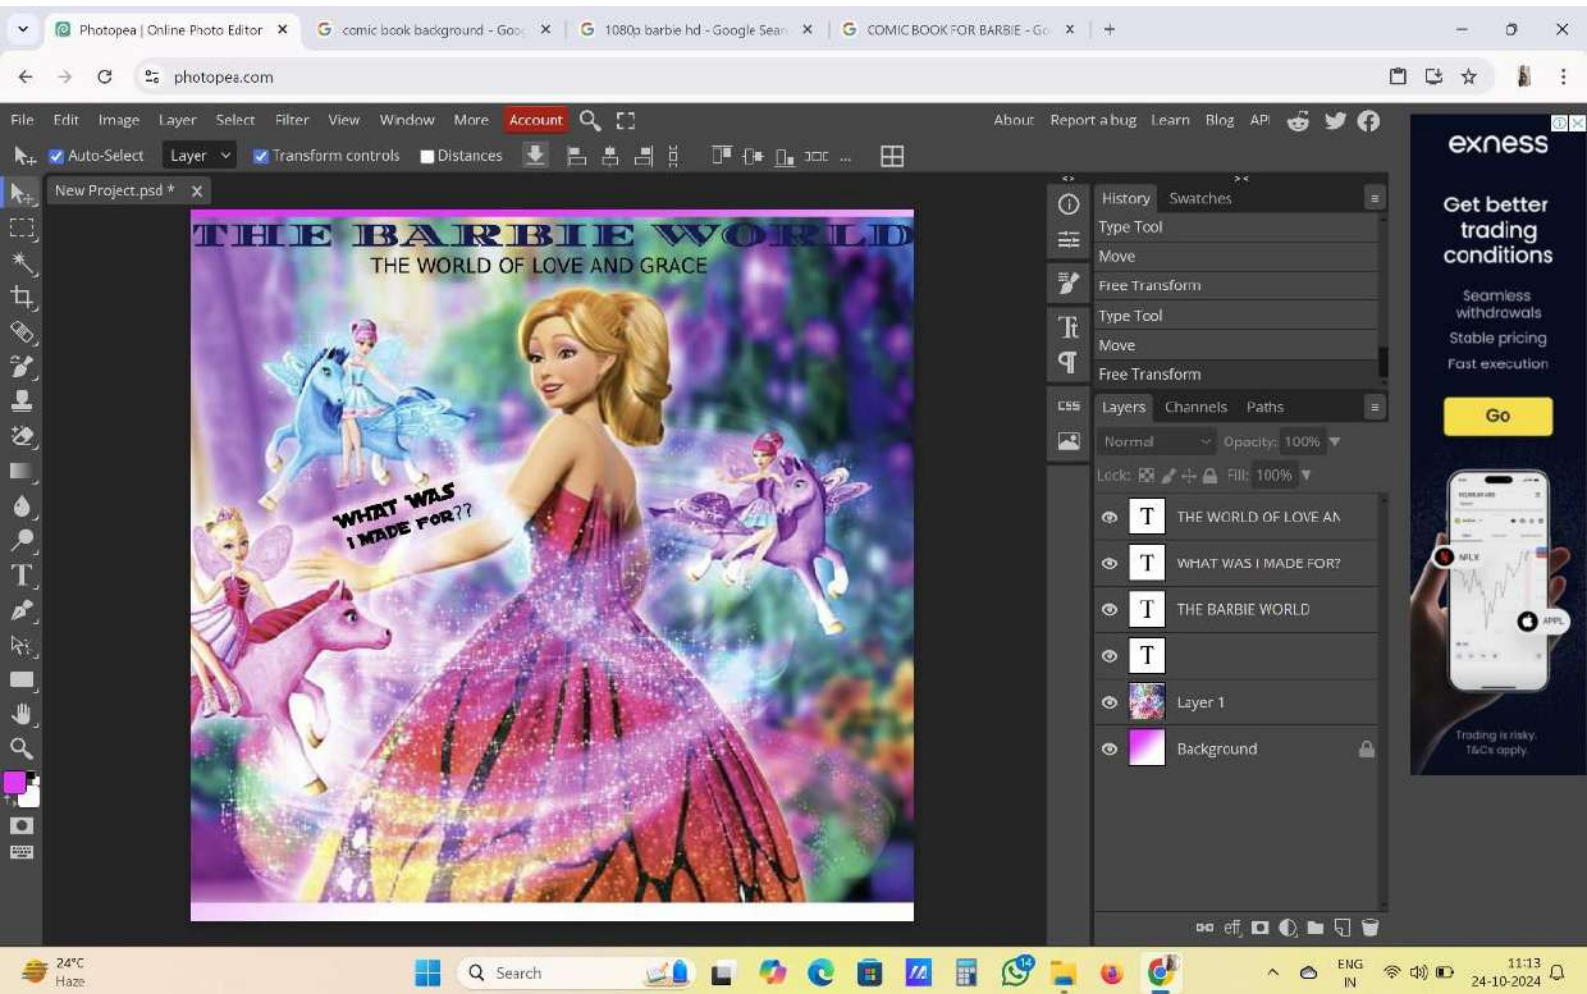 Photopea | Online Photo Editor
comic book background - Goo
1080p barbie hd - Google Sear
COMIC BOOK FOR BARBIE - Go
photopea.com
File Edit Image Layer Select Filter View Window More Account
About Report a bug Learn Blog API
Auto-Select Layer Transform controls Distances
New Project.psd *
THE BARBIE WORLD
THE WORLD OF LOVE AND GRACE
WHAT WAS
I MADE FOR??
History Swatches
Type Tool
Move
Free Transform
Type Tool
Move
Free Transform
CSS
Layers Channels Paths
Normal Opacity: 100%
Lock: Fill: 100%
T THE WORLD OF LOVE AN
T WHAT WAS I MADE FOR?
T THE BARBIE WORLD
T
Layer 1
Background
eff
exness
Get better
trading
conditions
Seamless
withdrawals
Stable pricing
Fast execution
Go
NFLX
APPL
Trading is risky.
T&Cs apply.
24°C
Haze
Search
14
ENG
IN
11:13
24-10-2024